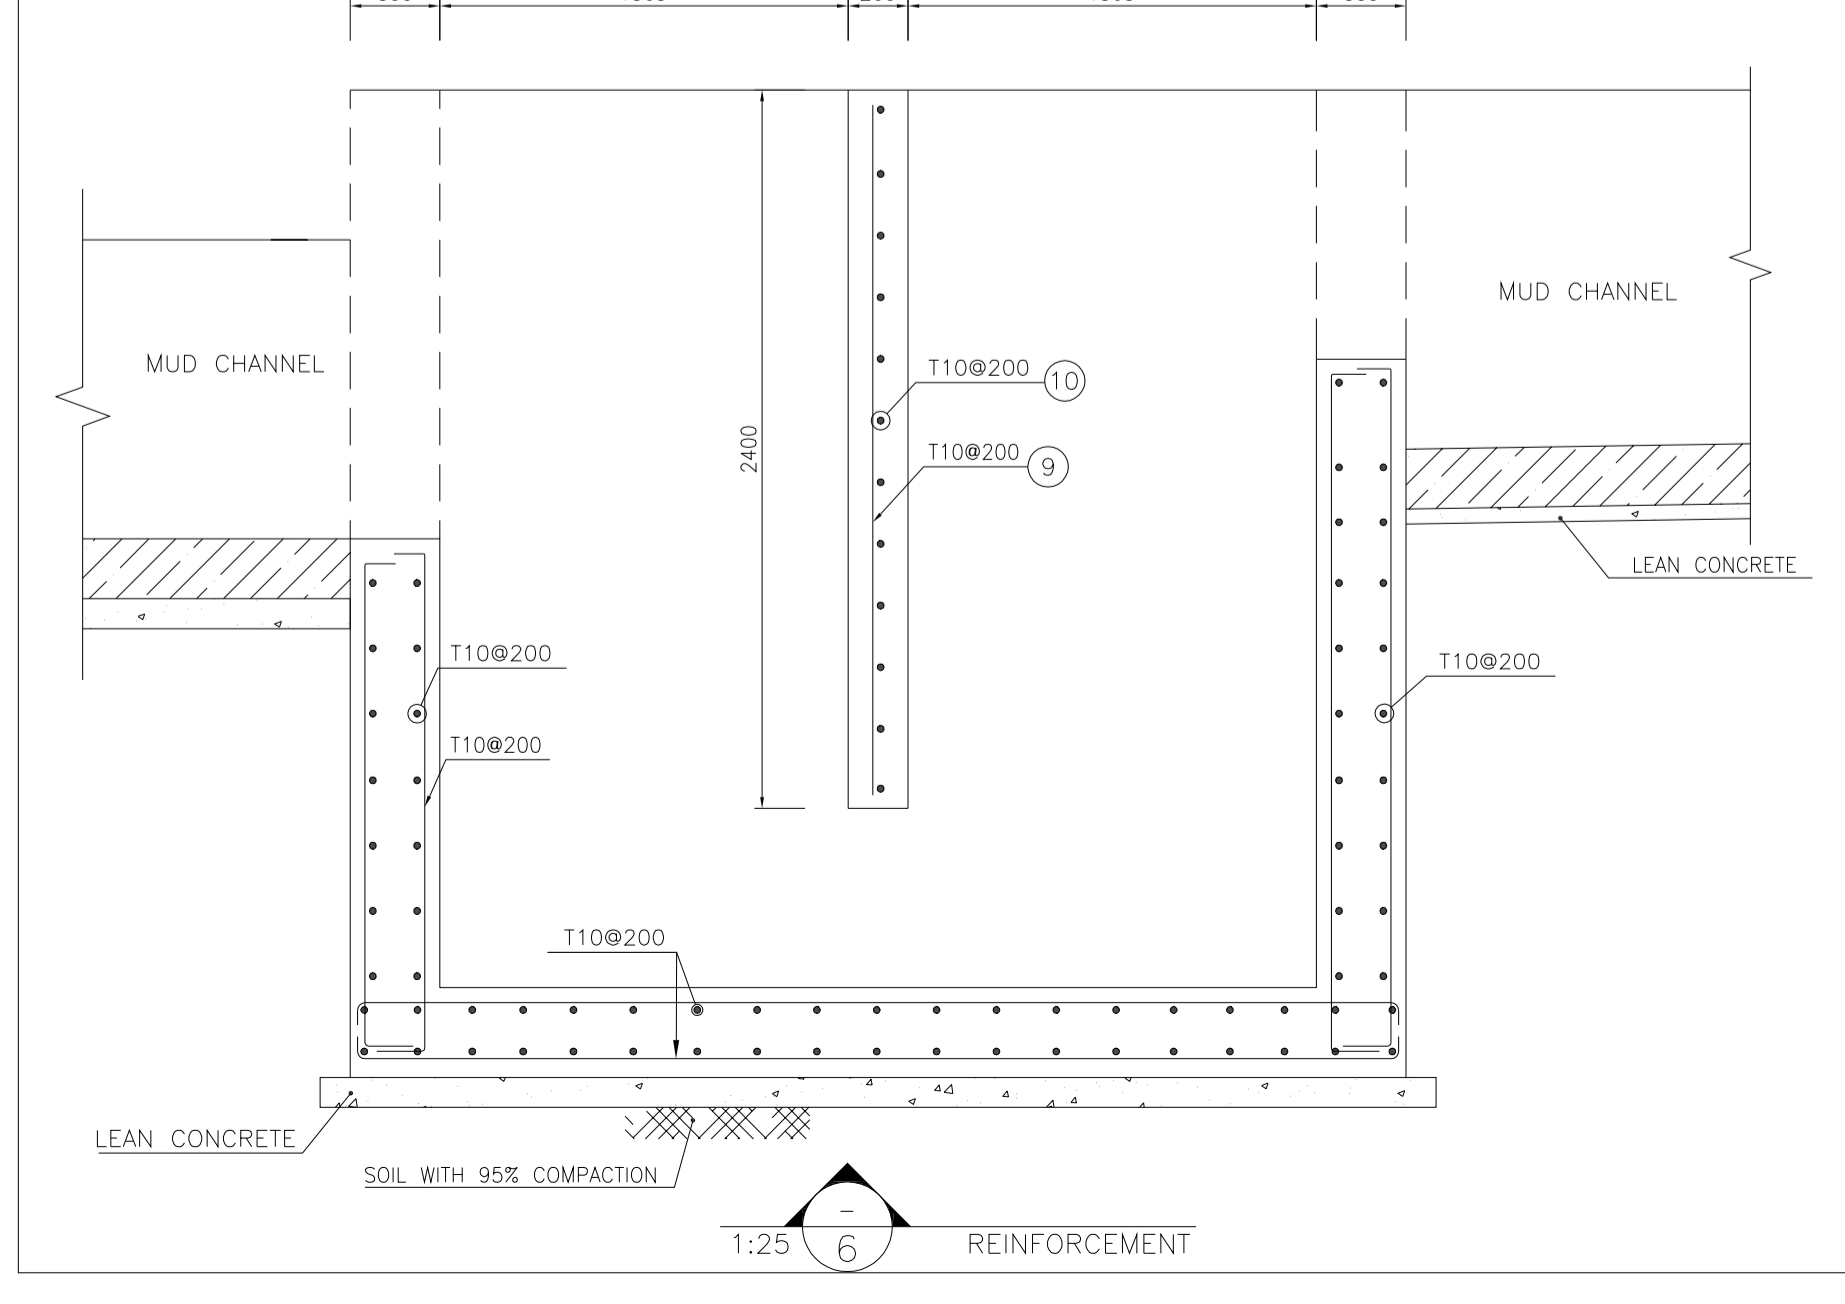 MUD CHANNEL
MUD CHANNEL
T10@200 10
2400
T10@200 9
LEAN CONCRETE
T10@200
T10@200
T10@200
T10@200
LEAN CONCRETE
SOIL WITH 95% COMPACTION
–
1:25 6 REINFORCEMENT